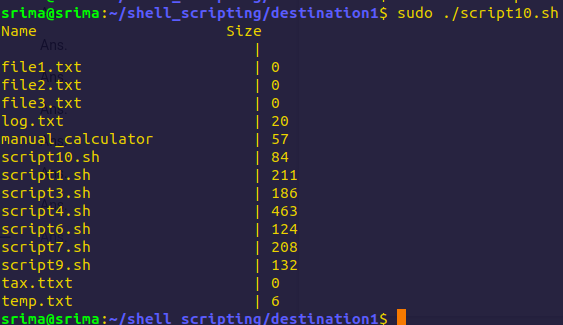 srima@srima:~/shell_scripting/destination1$ sudo ./script10.sh
Name Size
|
file1.txt | 0
file2.txt | 0
file3.txt | 0
log.txt | 20
manual_calculator | 57
script10.sh | 84
script1.sh | 211
script3.sh | 186
script4.sh | 463
script6.sh | 124
script7.sh | 208
script9.sh | 132
tax.ttxt | 0
temp.txt | 6
srima@srima:~/shell_scripting/destination1$